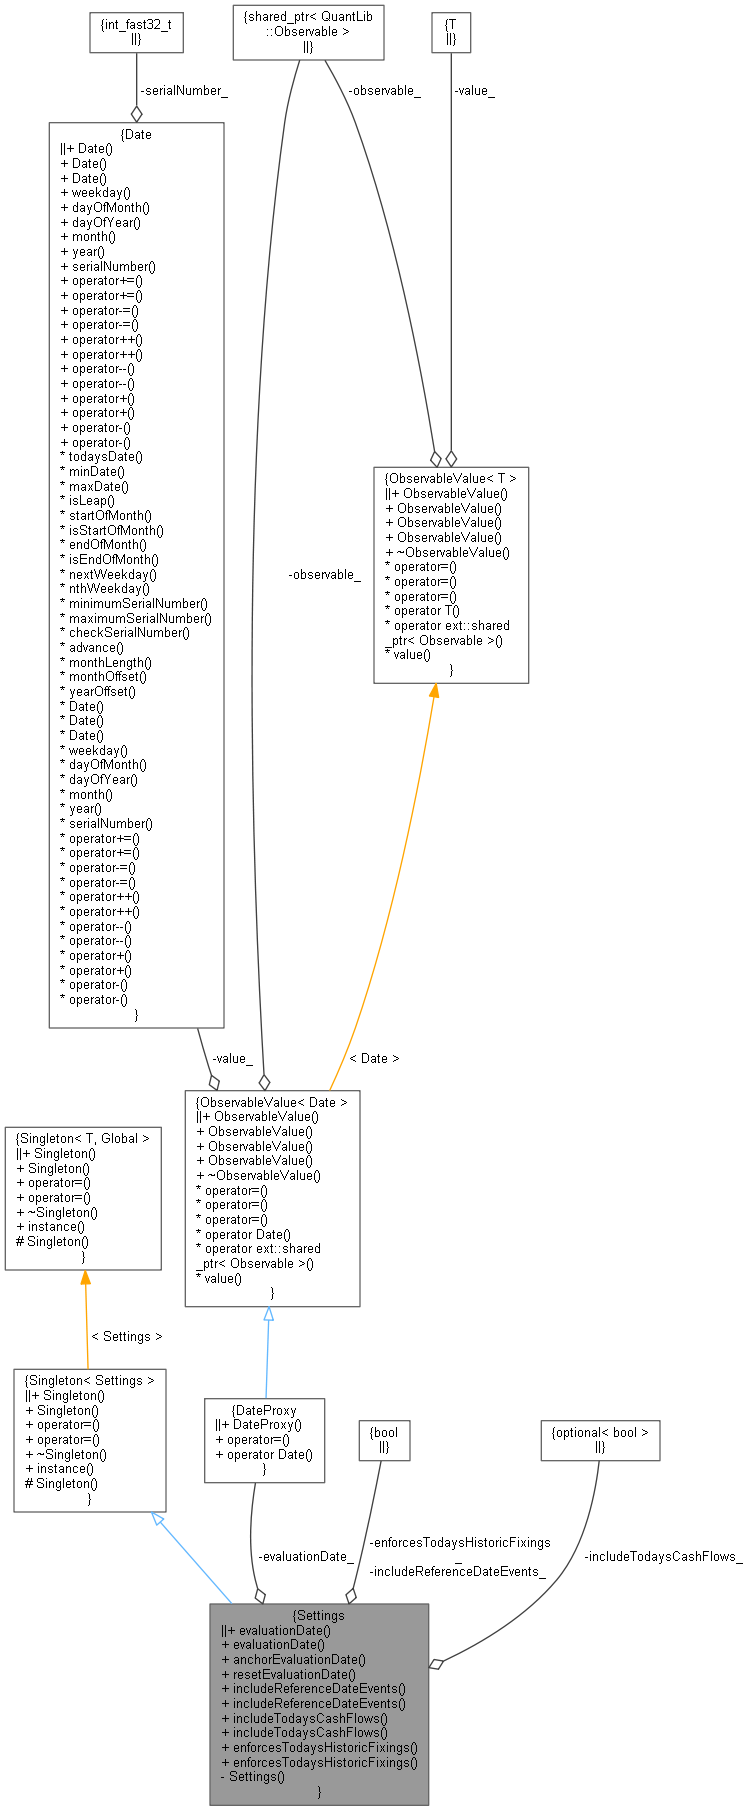 {int_fast32_t
||}
{shared_ptr< QuantLib
::Observable >
||}
{T
||}
-serialNumber_
-observable_
-value_
{Date
||+ Date()
+ Date()
+ Date()
+ weekday()
+ dayOfMonth()
+ dayOfYear()
+ month()
+ year()
+ serialNumber()
+ operator+=()
+ operator+=()
+ operator-=()
+ operator-=()
+ operator++()
+ operator++()
+ operator--()
+ operator--()
+ operator+()
+ operator+()
+ operator-()
+ operator-()
* todaysDate()
* minDate()
* maxDate()
* isLeap()
* startOfMonth()
* isStartOfMonth()
* endOfMonth()
* isEndOfMonth()
* nextWeekday()
* nthWeekday()
* minimumSerialNumber()
* maximumSerialNumber()
* checkSerialNumber()
* advance()
* monthLength()
* monthOffset()
* yearOffset()
* Date()
* Date()
* Date()
* weekday()
* dayOfMonth()
* dayOfYear()
* month()
* year()
* serialNumber()
* operator+=()
* operator+=()
* operator-=()
* operator-=()
* operator++()
* operator++()
* operator--()
* operator--()
* operator+()
* operator+()
* operator-()
* operator-()
}
{ObservableValue< T >
||+ ObservableValue()
+ ObservableValue()
+ ObservableValue()
+ ObservableValue()
+ ~ObservableValue()
* operator=()
* operator=()
* operator=()
* operator T()
* operator ext::shared
_ptr< Observable >()
* value()
}
-observable_
-value_
< Date >
{ObservableValue< Date >
||+ ObservableValue()
+ ObservableValue()
+ ObservableValue()
+ ObservableValue()
+ ~ObservableValue()
* operator=()
* operator=()
* operator=()
* operator Date()
* operator ext::shared
_ptr< Observable >()
* value()
}
{Singleton< T, Global >
||+ Singleton()
+ Singleton()
+ operator=()
+ operator=()
+ ~Singleton()
+ instance()
# Singleton()
}
< Settings >
{Singleton< Settings >
||+ Singleton()
+ Singleton()
+ operator=()
+ operator=()
+ ~Singleton()
+ instance()
# Singleton()
}
{DateProxy
||+ DateProxy()
+ operator=()
+ operator Date()
}
{bool
||}
{optional< bool >
||}
-evaluationDate_
-enforcesTodaysHistoricFixings
_
-includeReferenceDateEvents_
-includeTodaysCashFlows_
{Settings
||+ evaluationDate()
+ evaluationDate()
+ anchorEvaluationDate()
+ resetEvaluationDate()
+ includeReferenceDateEvents()
+ includeReferenceDateEvents()
+ includeTodaysCashFlows()
+ includeTodaysCashFlows()
+ enforcesTodaysHistoricFixings()
+ enforcesTodaysHistoricFixings()
- Settings()
}